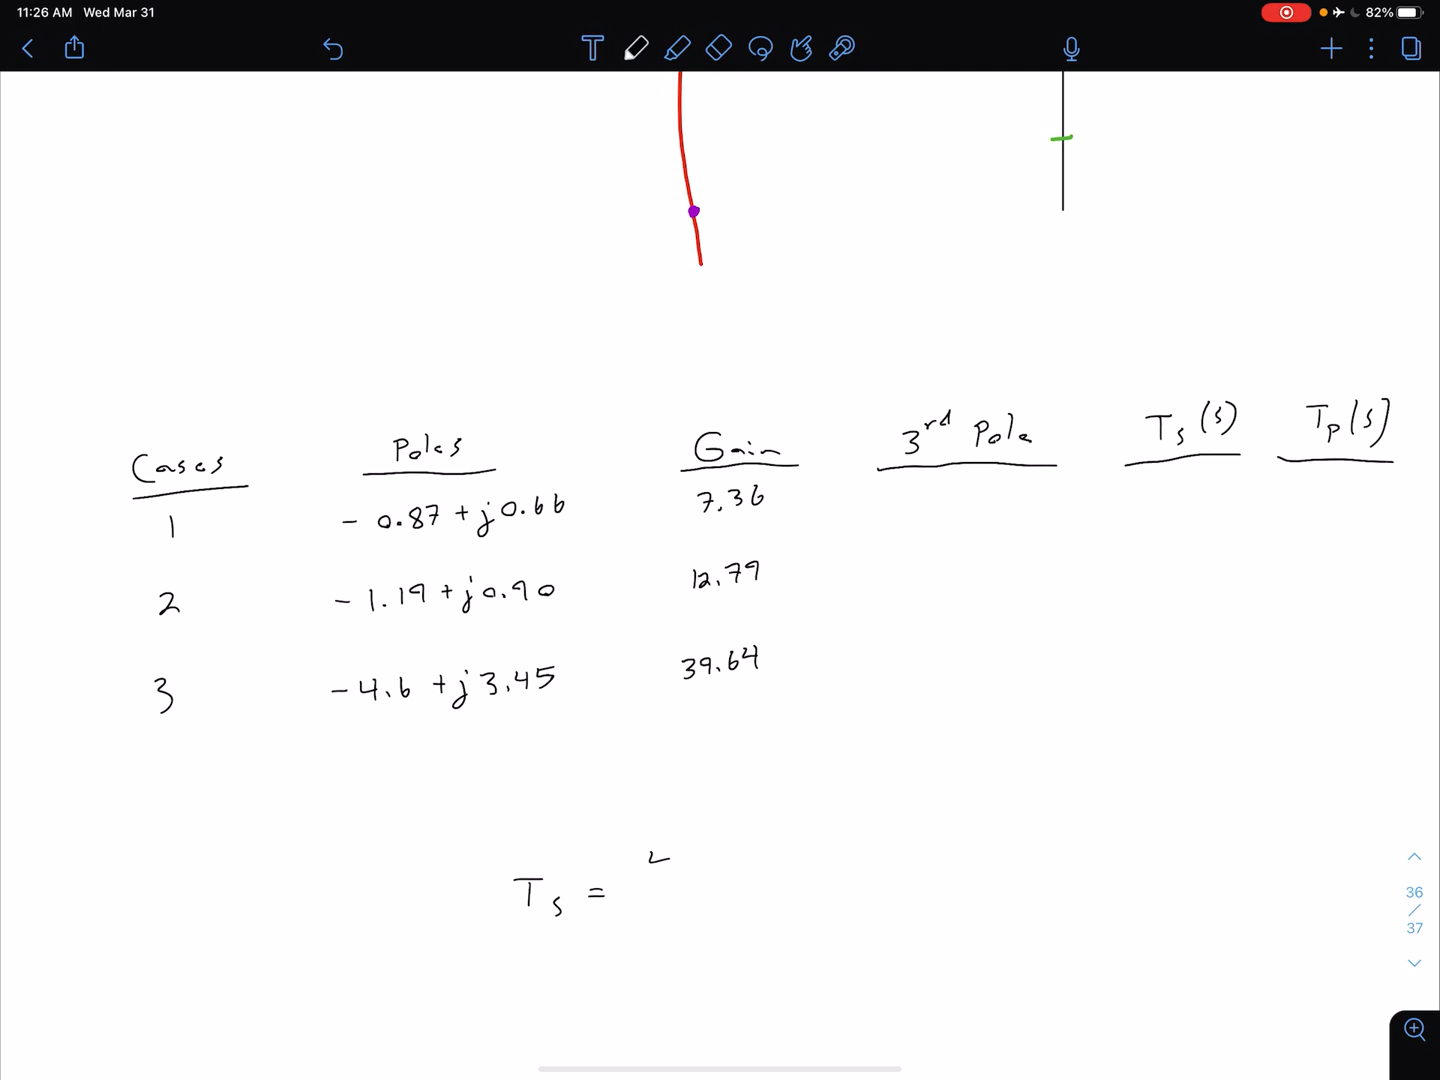 11:26 AM Wed Mar 31
82%
T
Cases Poles Gain 3rd Pole Ts(s) Tp(s)
1 - 0.87 + j0.66 7.36
2 - 1.19 + j0.90 12.79
3 - 4.6 + j3.45 39.64
Ts =
36
/
37